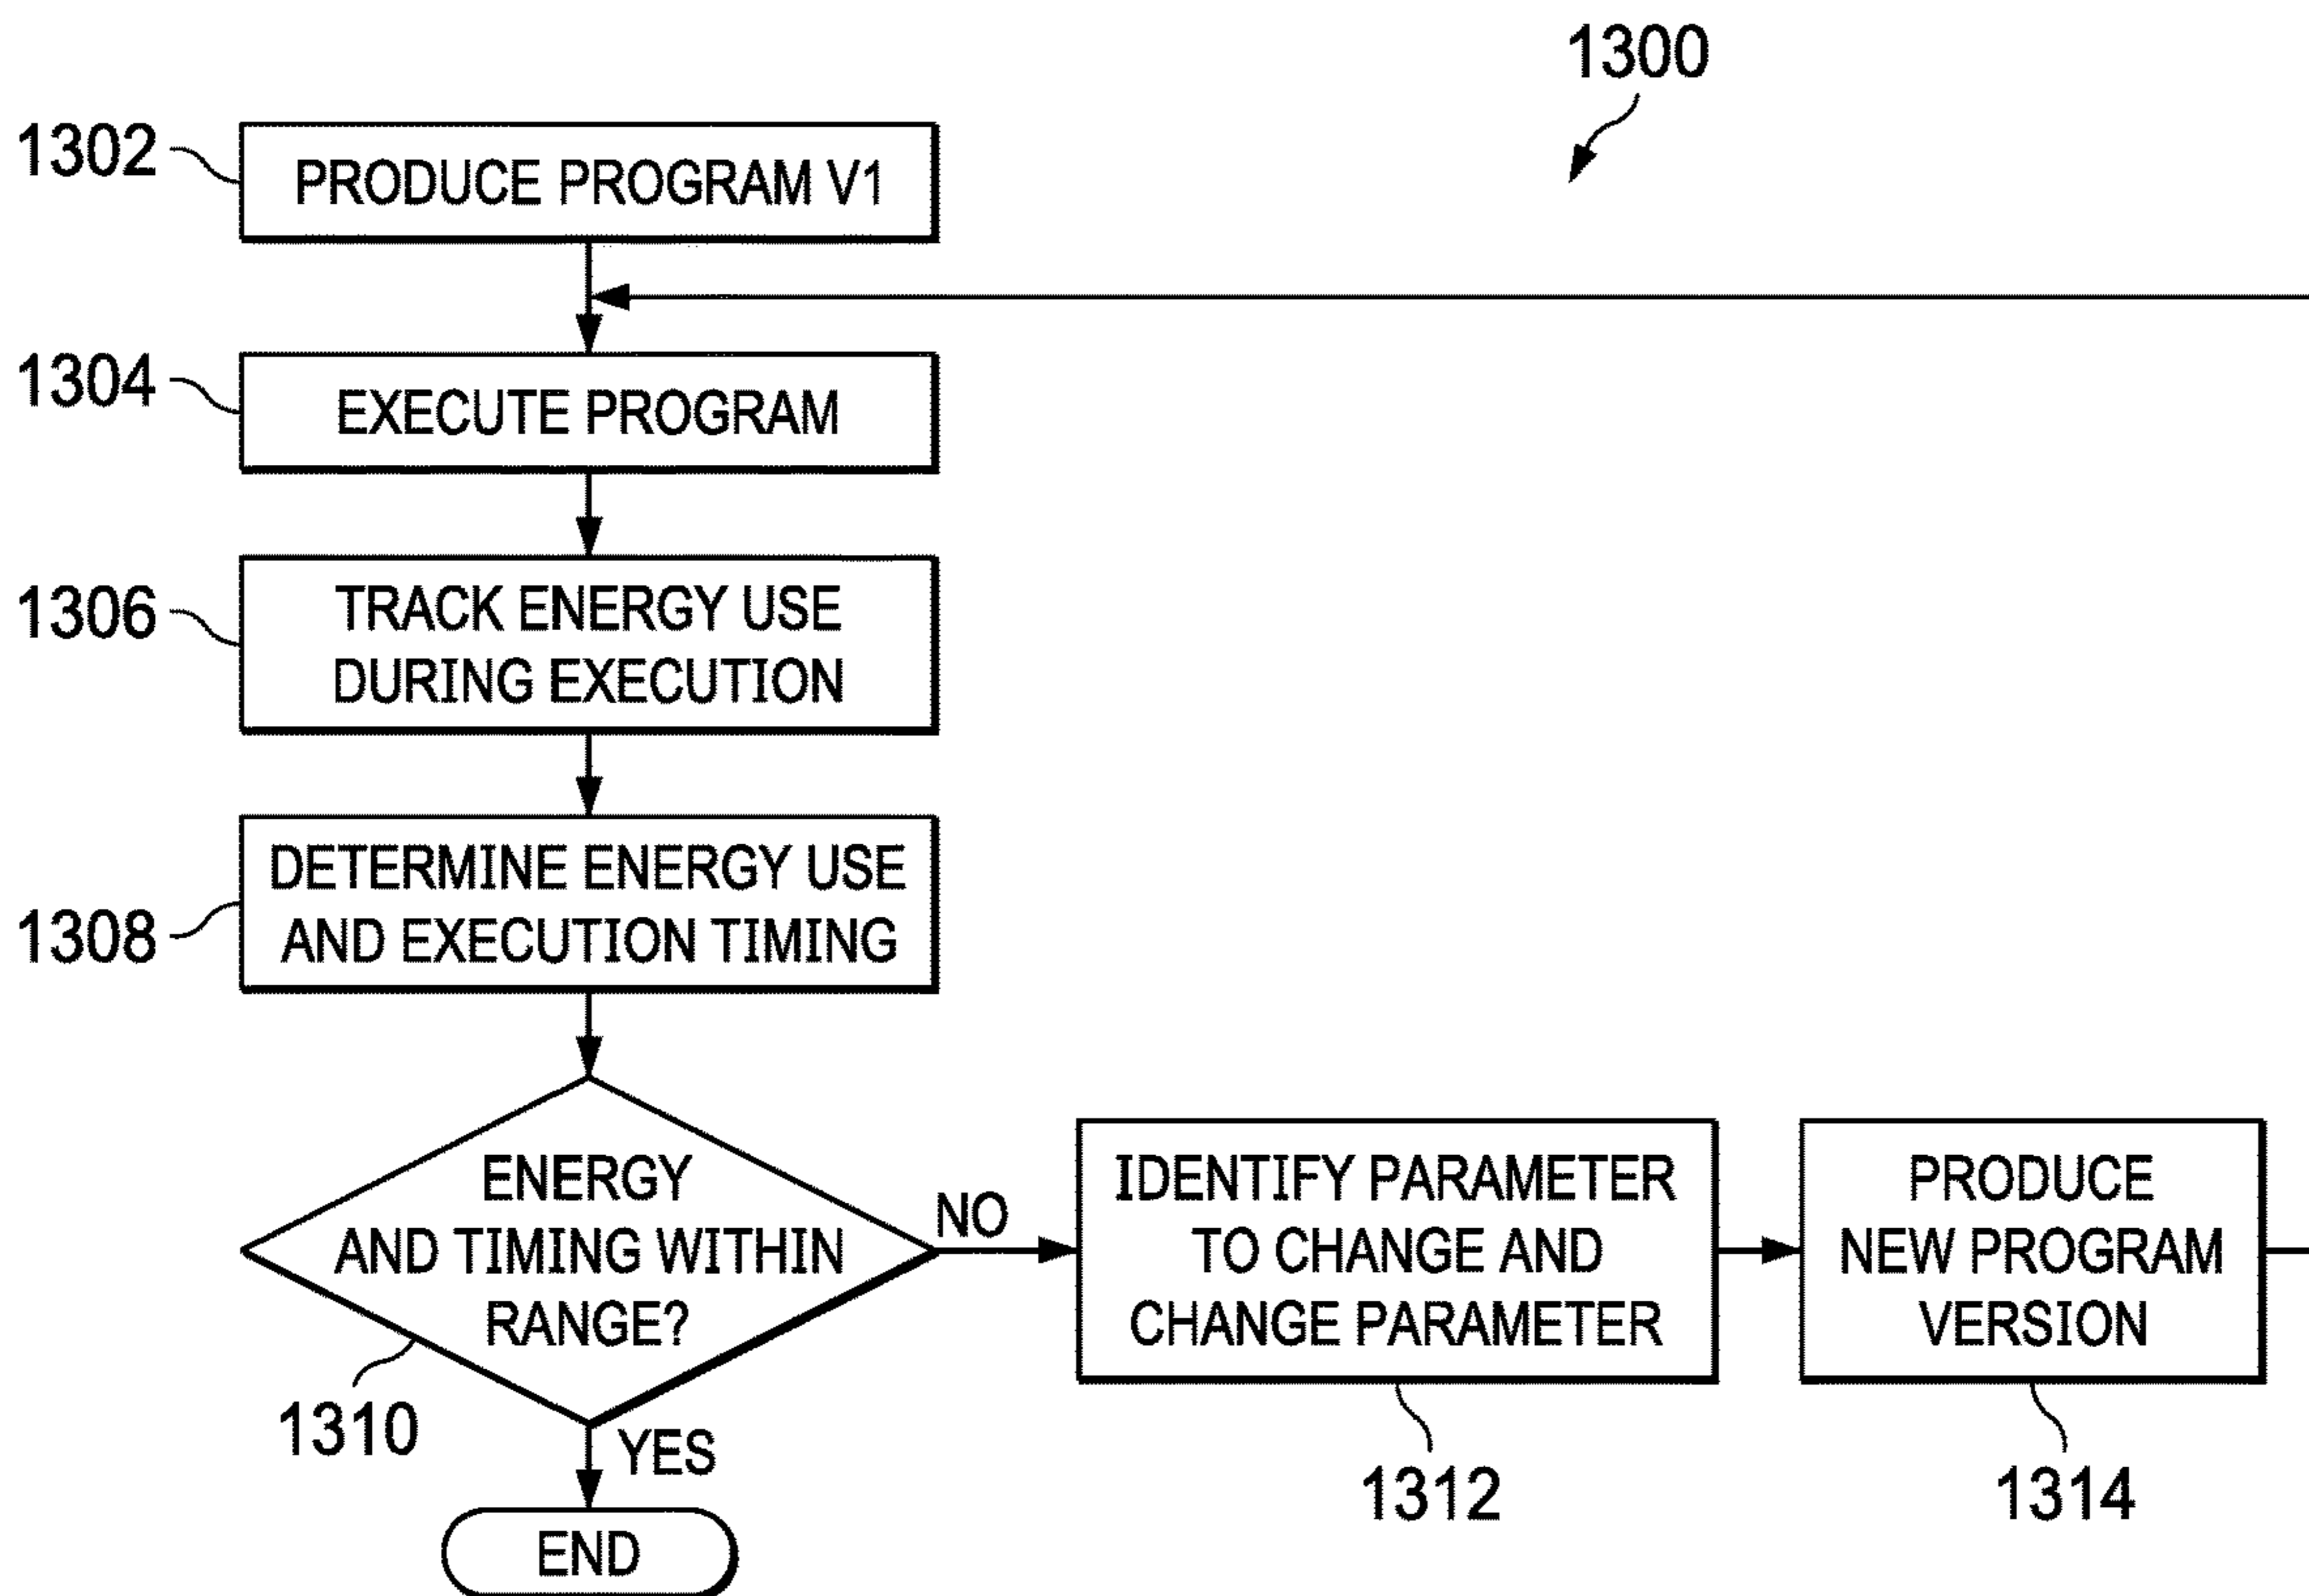 1300
1302
PRODUCE PROGRAM V1
1304
EXECUTE PROGRAM
1306
TRACK ENERGY USE
DURING EXECUTION
1308
DETERMINE ENERGY USE
AND EXECUTION TIMING
ENERGY
AND TIMING WITHIN
RANGE?
1310
NO
IDENTIFY PARAMETER
TO CHANGE AND
CHANGE PARAMETER
1312
PRODUCE
NEW PROGRAM
VERSION
1314
YES
END